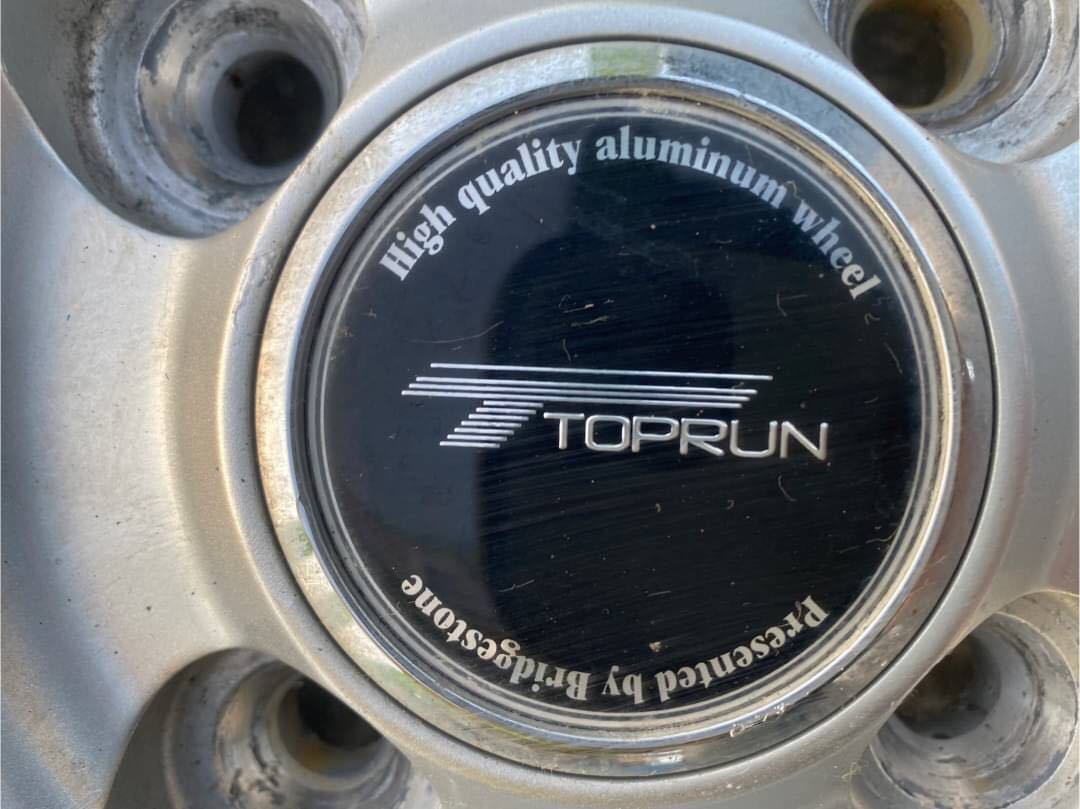 High quality aluminum wheel
TOPRUN
Presented by Bridgestone